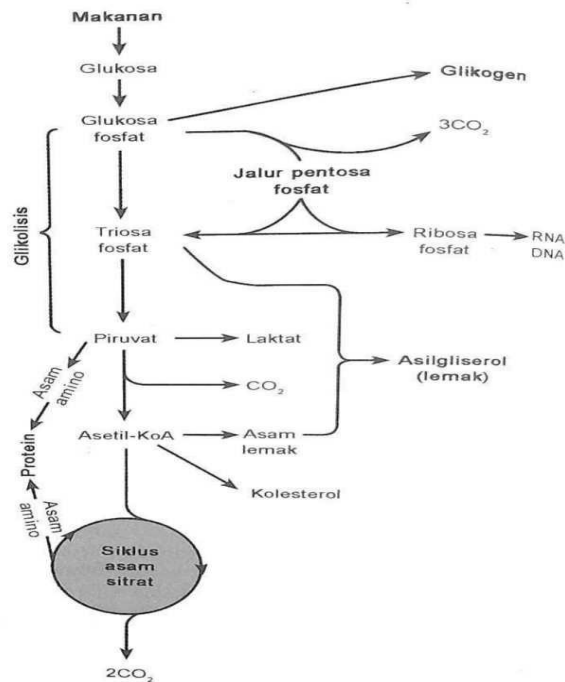 Makanan
Glukosa
Glikogen
Glukosa
fosfat
3CO₂
Jalur pentosa
fosfat
Glikolisis
Triosa
fosfat
Ribosa
fosfat
RNA
DNA
Piruvat
Laktat
Asilgliserol
(lemak)
Asam
amino
CO₂
Asetil-KoA
Asam
lemak
Protein
Kolesterol
Asam
amino
Siklus
asam
sitrat
2CO₂